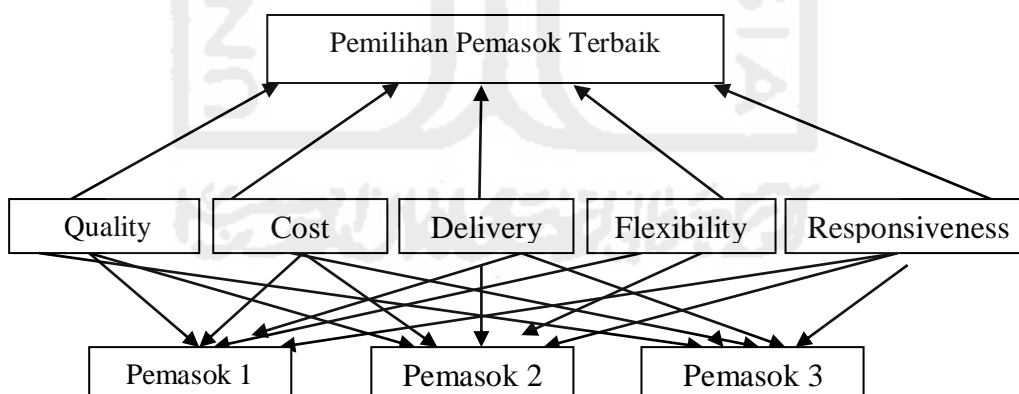 Pemilihan Pemasok Terbaik
Quality
Cost
Delivery
Flexibility
Responsiveness
Pemasok 1
Pemasok 2
Pemasok 3